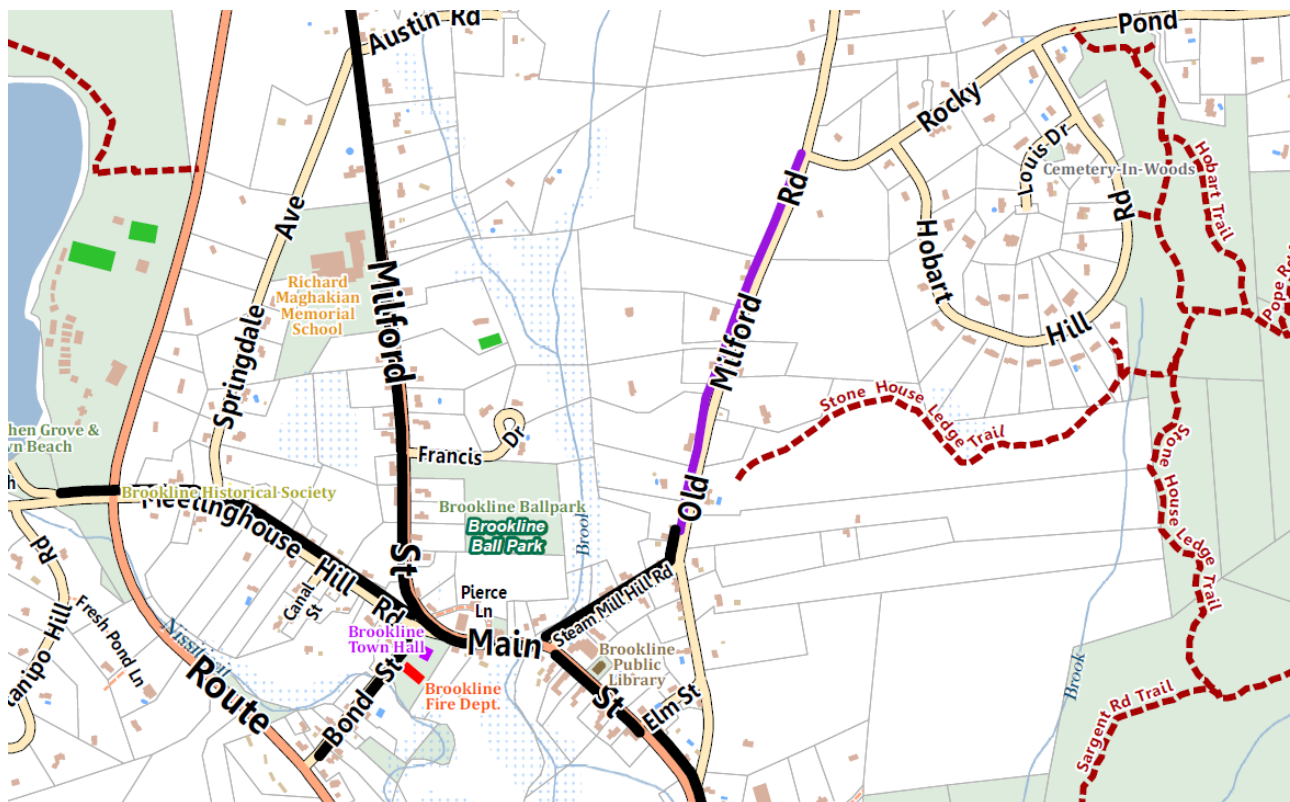 Austin Rd
Pond
Rocky
Louis Dr
Cemetery-In-Woods
Hobart Trail
Rd
Ave
Rd
Hobart
Pope
Milford
Richard
Maghakian
Memorial
School
Springdale
Milford
Hill
Stone House Ledge Trail
Francis Dr
Grove &
Beach
Brookline Historical Society
Meetinghouse
Hill
Rd
Brookline Ballpark
Brookline
Ball Park
Brook
Old
Stone House Ledge Trail
St
Canal
St
Pierce
Ln
Steam Mill Hill Rd
Rd
Hill
Fresh Pond Ln
Brookline
Town Hall
Main
Brookline
Public
Library
Brook
Route
Bond St
Brookline
Fire Dept.
St
Elm St
Sargent Rd Trail